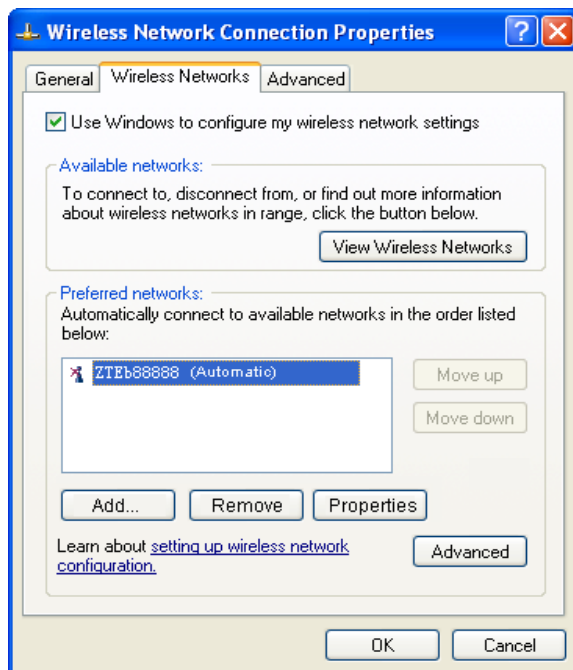 Wireless Network Connection Properties
General Wireless Networks Advanced
Use Windows to configure my wireless network settings
Available networks:
To connect to, disconnect from, or find out more information
about wireless networks in range, click the button below.
View Wireless Networks
Preferred networks:
Automatically connect to available networks in the order listed
below:
ZTEb88888 (Automatic)
Move up
Move down
Add... Remove Properties
Learn about setting up wireless network
configuration.
Advanced
OK Cancel